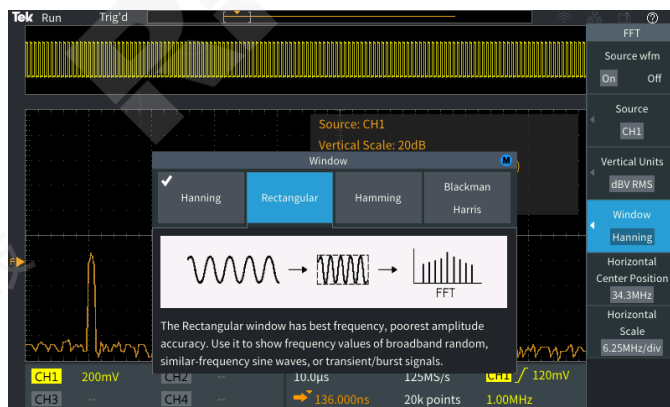 Tek Run Trig'd
FFT
Source wfm
On Off
Source
CH1
Vertical Units
dBV RMS
Window
Hanning
Horizontal
Center Position
34.3MHz
Horizontal
Scale
6.25MHz/div
Source: CH1
Vertical Scale: 20dB
Window
M
Hanning
Rectangular
Hamming
Blackman
Harris
FFT
The Rectangular window has best frequency, poorest amplitude
accuracy. Use it to show frequency values of broadband random,
similar-frequency sine waves, or transient/burst signals.
F
CH1 200mV CH2 -- 10.0µs 125MS/s CH1 120mV
CH3 -- CH4 -- 136.000ns 20k points 1.00MHz